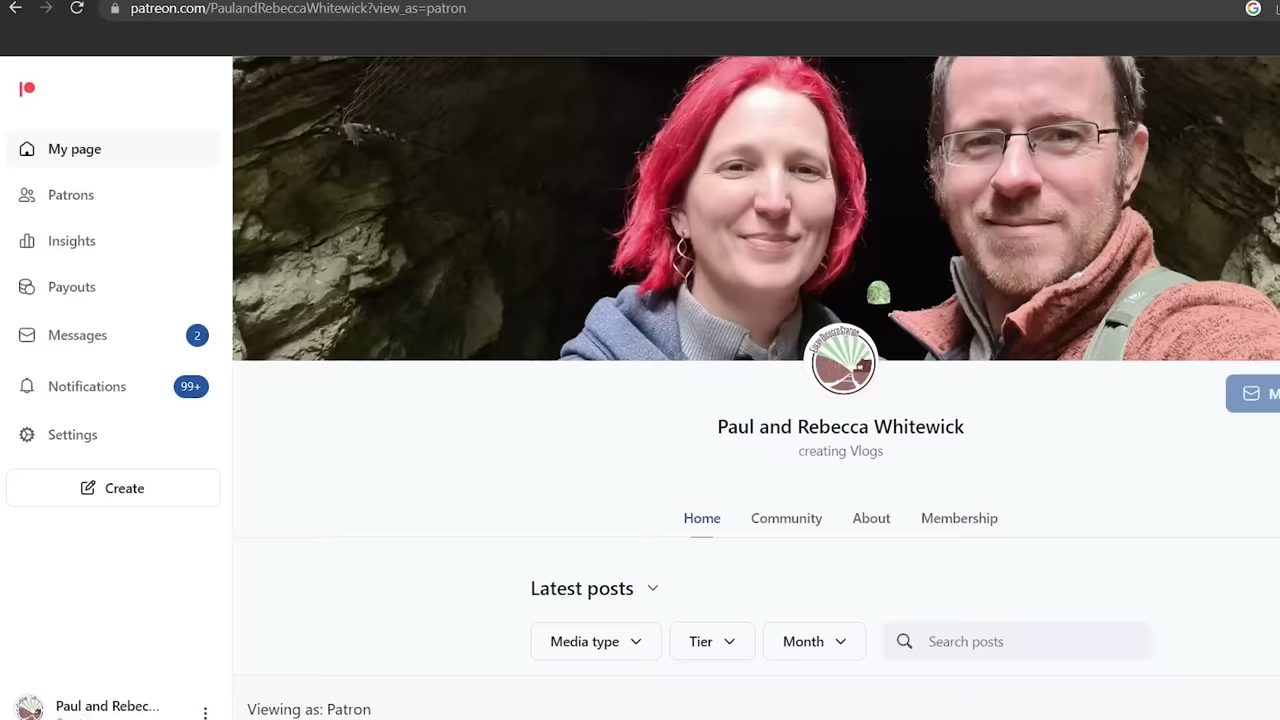 patreon.com/PaulandRebeccaWhitewick?view_as=patron
My page
Patrons
Insights
Payouts
Messages
2
Notifications
99+
Settings
Create
Paul and Rebecca Whitewick
creating Vlogs
Home
Community
About
Membership
Latest posts
Media type
Tier
Month
Search posts
Paul and Rebec...
Viewing as: Patron